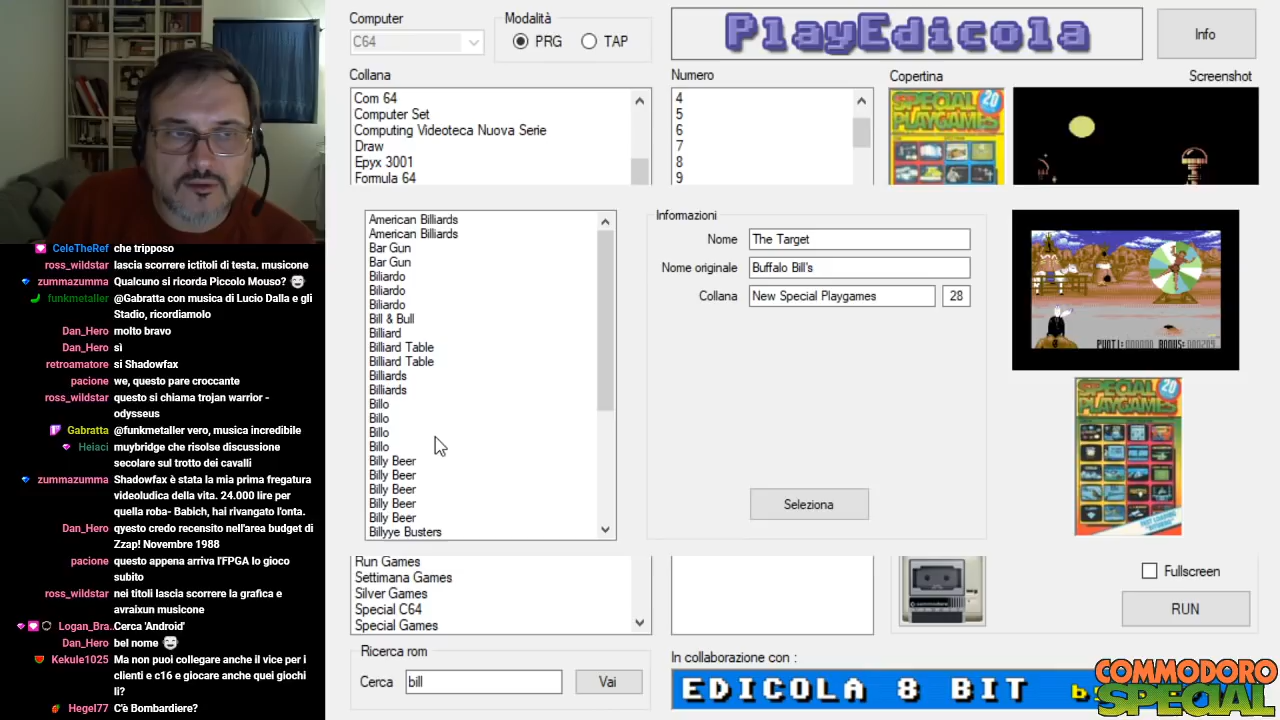 Computer
C64
Modalità
PRG
TAP
PlayEdicola
Info
Collana
Com 64
Computer Set
Computing Videoteca Nuova Serie
Draw
Epyx 3001
Formula 64
Numero
4
5
6
7
8
9
Copertina
Screenshot
SPECIAL
PLAYGAMES
20
American Billiards
American Billiards
Bar Gun
Bar Gun
Biliardo
Biliardo
Biliardo
Bill & Bull
Billiard
Billiard Table
Billiard Table
Billiards
Billiards
Billo
Billo
Billo
Billo
Billy Beer
Billy Beer
Billy Beer
Billy Beer
Billy Beer
Billyye Busters
Informazioni
Nome
The Target
Nome originale
Buffalo Bill's
Collana
New Special Playgames
28
Seleziona
SPECIAL
PLAYGAMES
20
Run Games
Settimana Games
Silver Games
Special C64
Special Games
Fullscreen
RUN
Ricerca rom
Cerca
bill
Vai
In collaborazione con :
EDICOLA 8 BIT
COMMODORO
SPECIAL
CeleTheRef che tripposo
ross_wildstar lascia scorrere ictitoli di testa. musicone
zummazumma Qualcuno si ricorda Piccolo Mouso?
funkmetaller @Gabratta con musica di Lucio Dalla e gli
Stadio, ricordiamolo
Dan_Hero molto bravo
Dan_Hero sì
retroamatore si Shadowfax
pacione we, questo pare croccante
ross_wildstar questo si chiama trojan warrior -
odysseus
Gabratta @funkmetaller vero, musica incredibile
Heiaci muybridge che risolse discussione
secolare sul trotto dei cavalli
zummazumma Shadowfax è stata la mia prima fregatura
videoludica della vita. 24.000 lire per
quella roba- Babich, hai rivangato l'onta.
Dan_Hero qyesto credo recensito nell'area budget di
Zzap! Novembre 1988
pacione questo appena arriva l'FPGA lo gioco
subito
ross_wildstar nei titoli lascia scorrere la grafica e
avraixun musicone
Logan_Bra.. Cerca 'Android'
Dan_Hero bel nome
Kekule1025 Ma non puoi collegare anche il vice per i
clienti e c16 e giocare anche quei giochi
lì?
Hegel77 C'è Bombardiere?